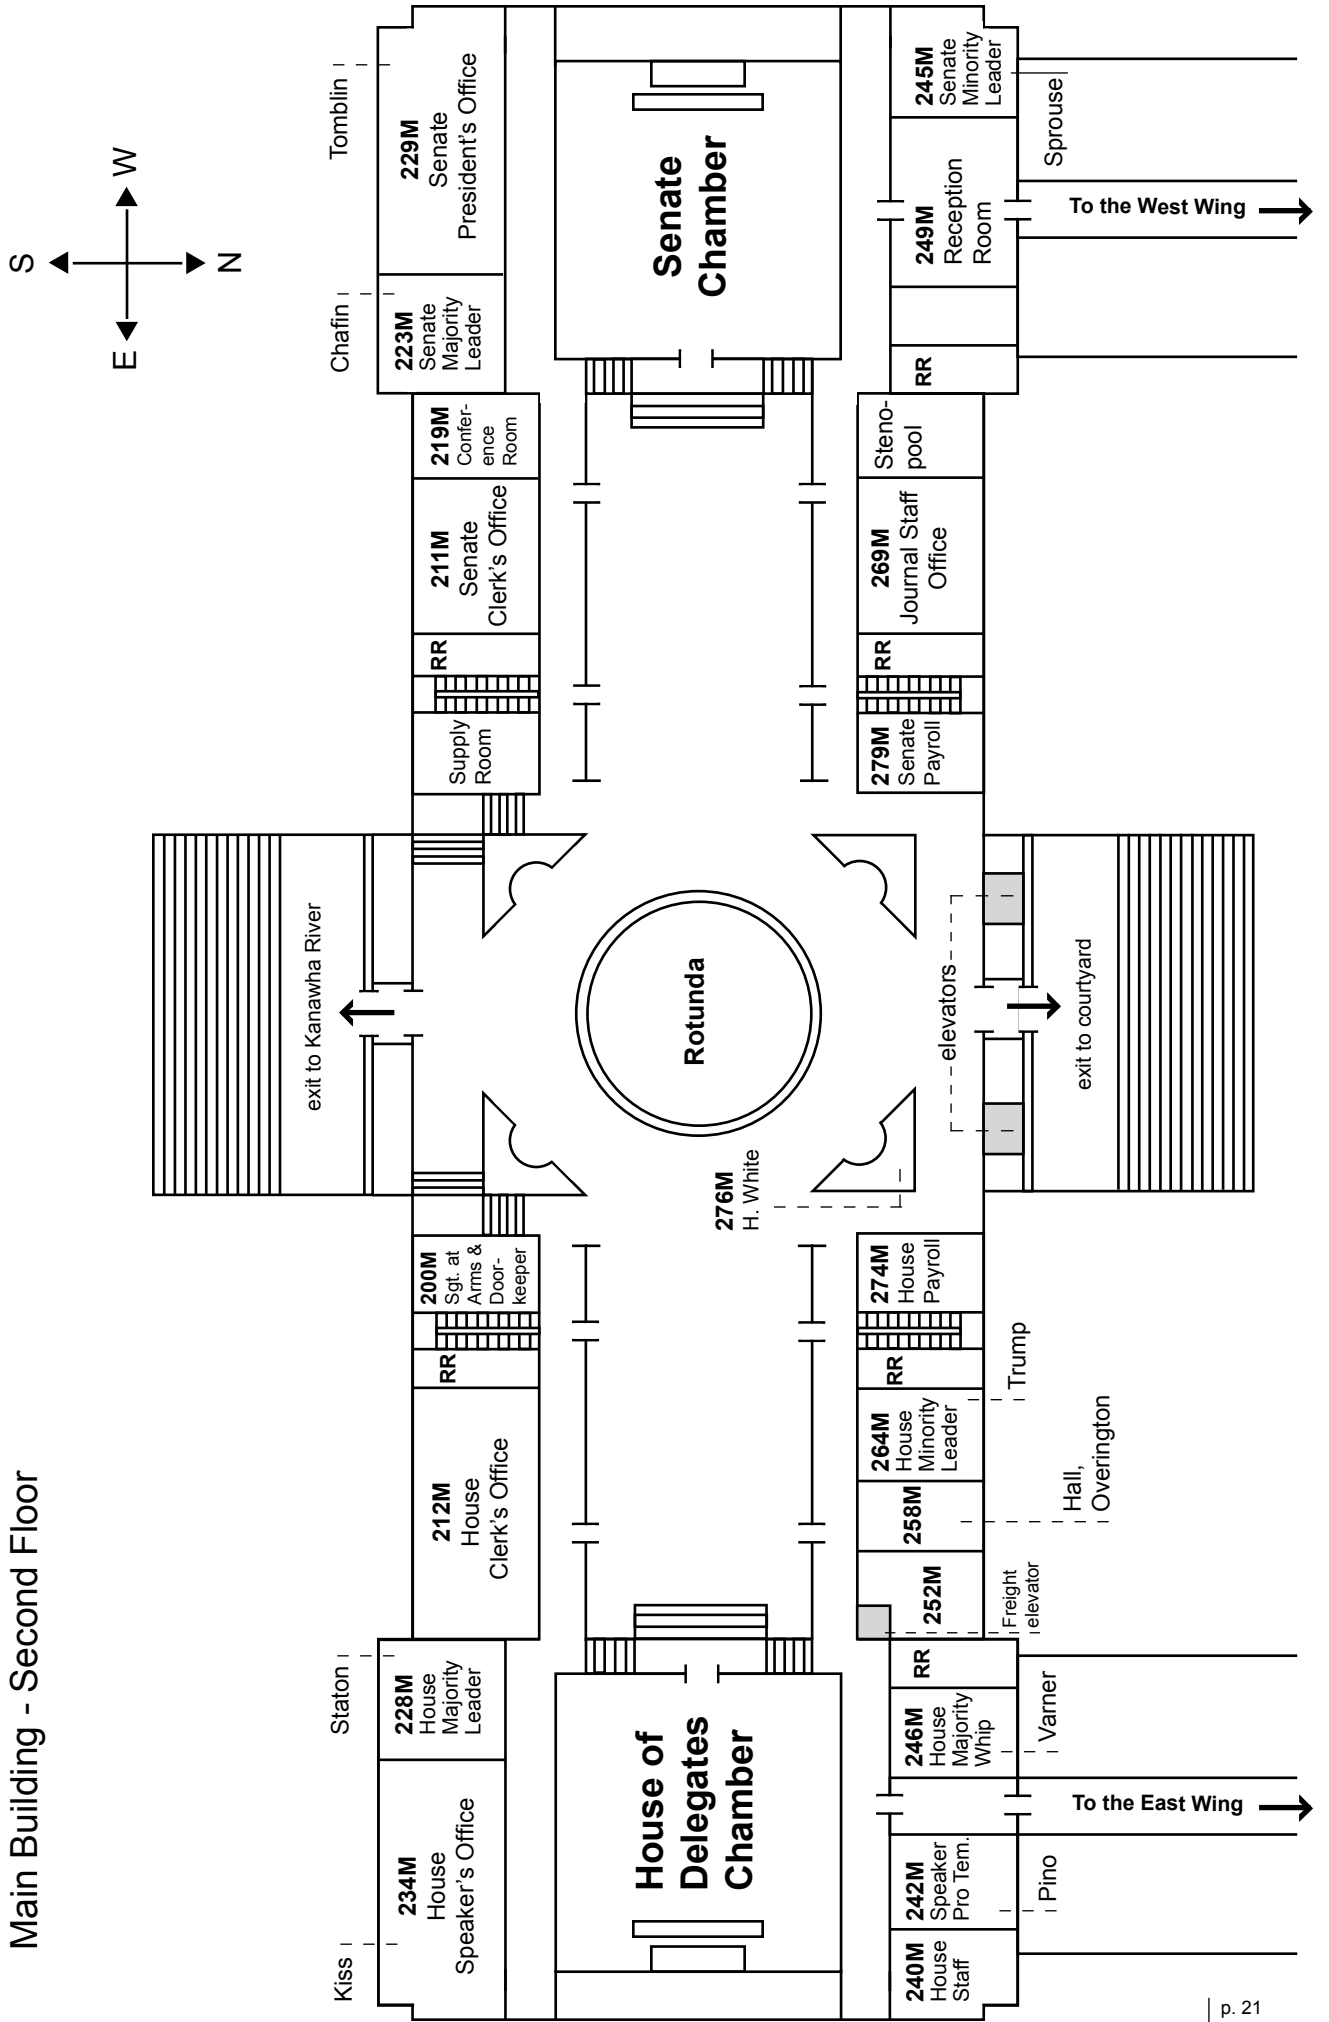 Main Building - Second Floor
S
E
W
N
Kiss
Staton
Chafin
Tomblin
234M
House
Speaker's Office
228M
House
Majority
Leader
212M
House
Clerk's Office
RR
200M
Sgt. at
Arms &
Door-
keeper
exit to Kanawha River
Supply
Room
RR
211M
Senate
Clerk's Office
219M
Confer-
ence
Room
223M
Senate
Majority
Leader
229M
Senate
President's Office
House of
Delegates
Chamber
Rotunda
276M
H. White
Senate
Chamber
240M
House
Staff
242M
Speaker
Pro Tem.
246M
House
Majority
Whip
RR
252M
258M
264M
House
Minority
Leader
RR
274M
House
Payroll
elevators
279M
Senate
Payroll
RR
269M
Journal Staff
Office
Steno-
pool
RR
249M
Reception
Room
245M
Senate
Minority
Leader
Pino
Varner
Freight
elevator
Hall,
Overington
Trump
exit to courtyard
Sprouse
To the East Wing
To the West Wing
p. 21